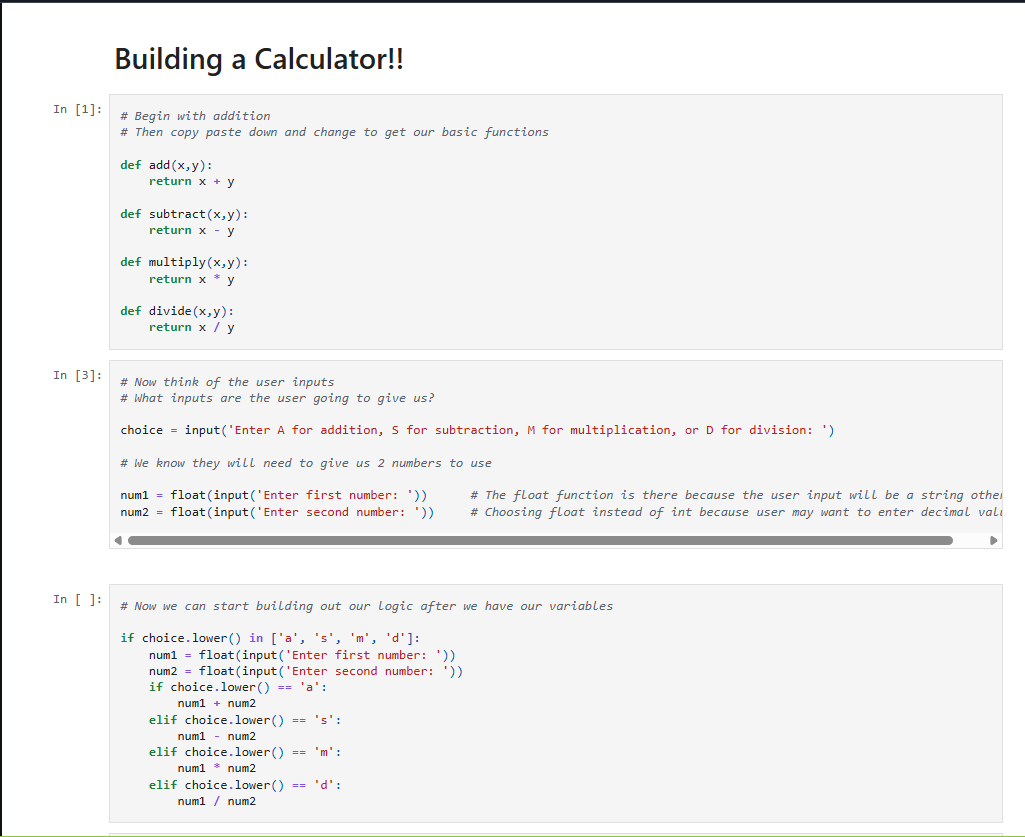 Building a Calculator!!
In [1]:
# Begin with addition
# Then copy paste down and change to get our basic functions
def add(x,y):
    return x + y
def subtract(x,y):
    return x - y
def multiply(x,y):
    return x * y
def divide(x,y):
    return x / y
In [3]:
# Now think of the user inputs
# What inputs are the user going to give us?
choice = input('Enter A for addition, S for subtraction, M for multiplication, or D for division: ')
# We know they will need to give us 2 numbers to use
num1 = float(input('Enter first number: '))      # The float function is there because the user input will be a string
num2 = float(input('Enter second number: '))     # Choosing float instead of int because user may want to enter decimal
In [ ]:
# Now we can start building out our logic after we have our variables
if choice.lower() in ['a', 's', 'm', 'd']:
    num1 = float(input('Enter first number: '))
    num2 = float(input('Enter second number: '))
    if choice.lower() == 'a':
        num1 + num2
    elif choice.lower() == 's':
        num1 - num2
    elif choice.lower() == 'm':
        num1 * num2
    elif choice.lower() == 'd':
        num1 / num2